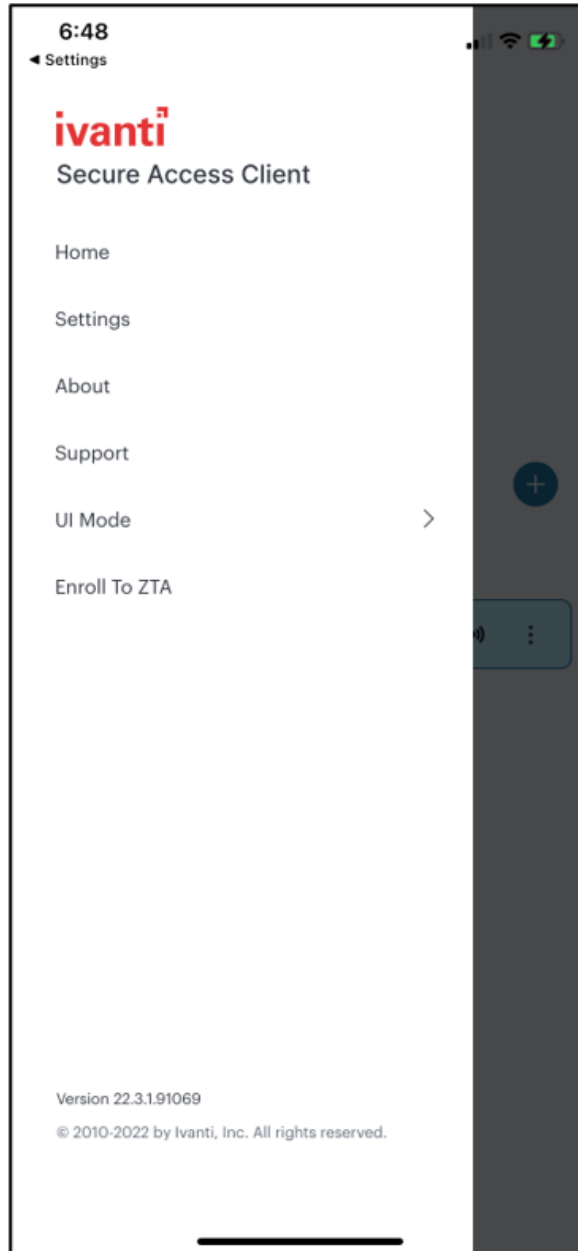 6:48
◀ Settings
ivanti
Secure Access Client
Home
Settings
About
Support
UI Mode
Enroll To ZTA
Version 22.3.1.91069
© 2010-2022 by Ivanti, Inc. All rights reserved.